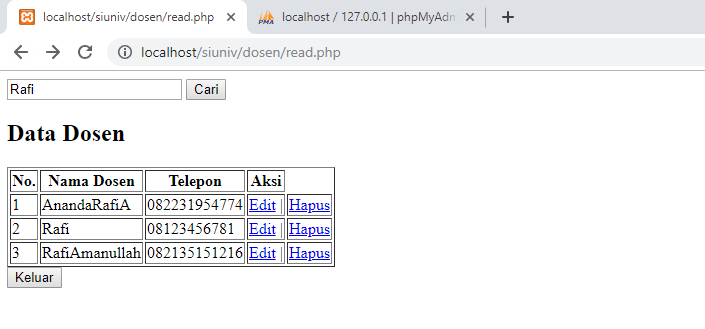 localhost/siuniv/dosen/read.php
localhost / 127.0.0.1 | phpMyAdm
localhost/siuniv/dosen/read.php
Rafi Cari
Data Dosen
No. Nama Dosen Telepon Aksi
1 AnandaRafiA 082231954774 Edit | Hapus
2 Rafi 08123456781 Edit | Hapus
3 RafiAmanullah 082135151216 Edit | Hapus
Keluar